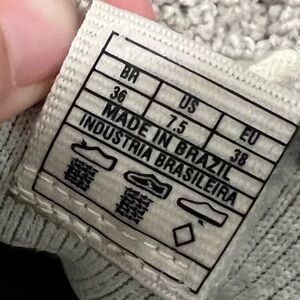 BR US EU
36 7.5 38
MADE IN BRAZIL
INDUSTRIA BRASILEIRA